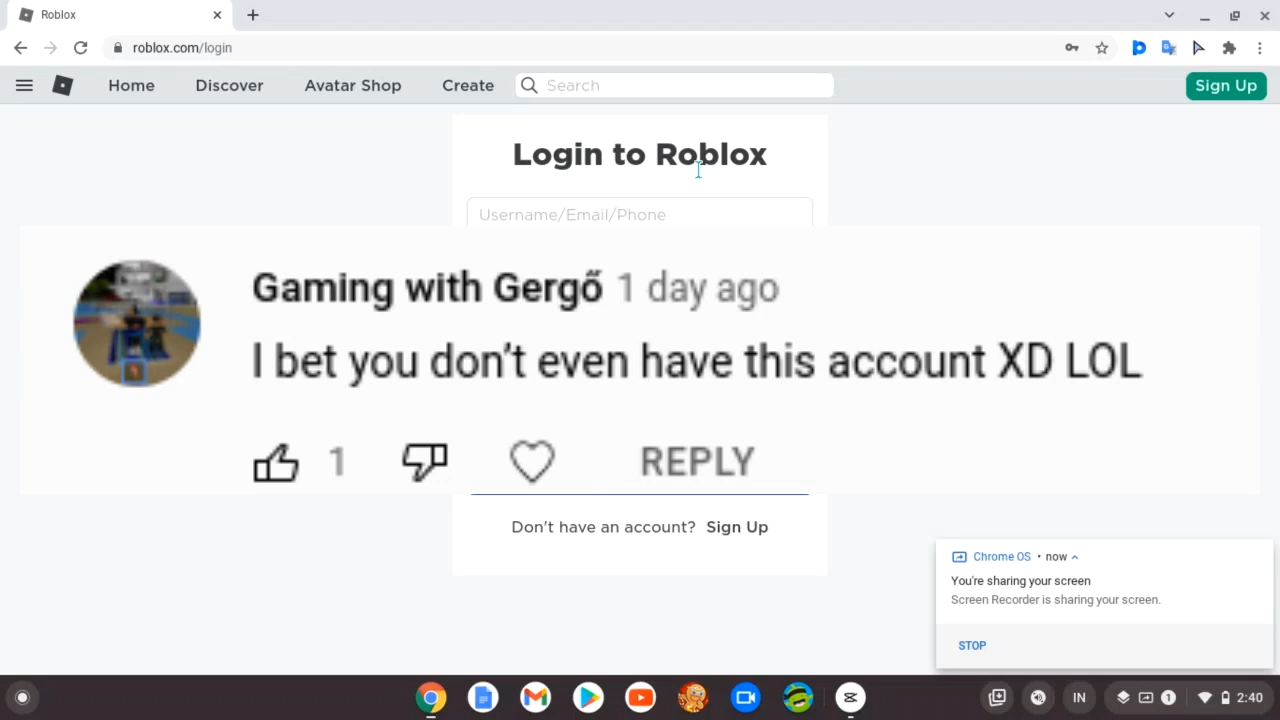 Roblox
roblox.com/login
Home Discover Avatar Shop Create Search Sign Up
Login to Roblox
Username/Email/Phone
Gaming with Gergő 1 day ago
I bet you don't even have this account XD LOL
1 REPLY
Don't have an account? Sign Up
Chrome OS • now
You're sharing your screen
Screen Recorder is sharing your screen.
STOP
IN 1 2:40